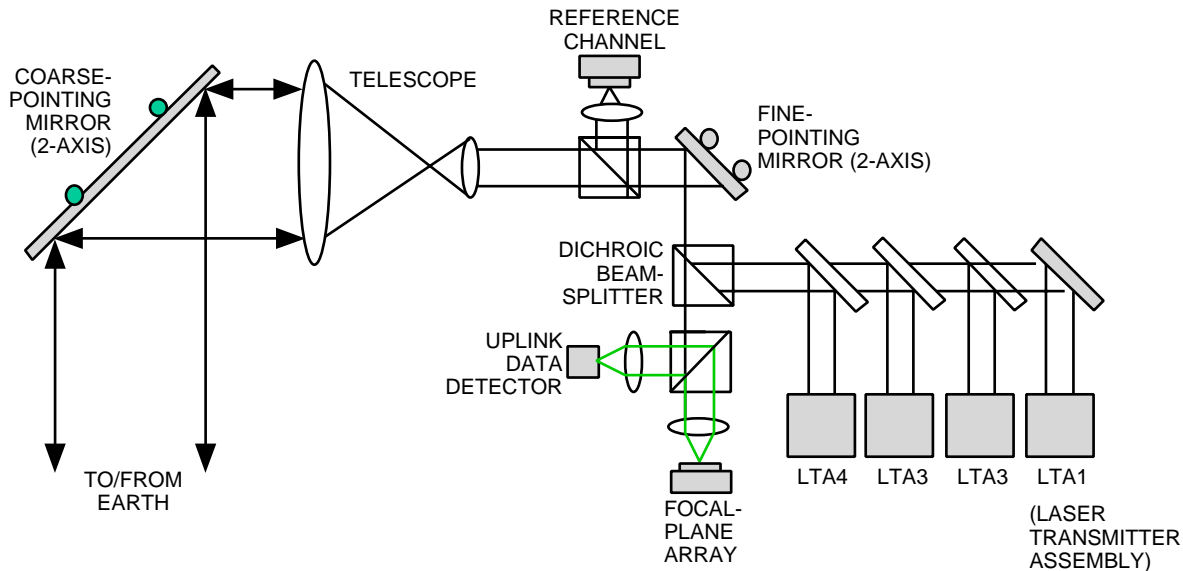 REFERENCE
CHANNEL
COARSE-
POINTING
MIRROR
(2-AXIS)
TELESCOPE
FINE-
POINTING
MIRROR (2-AXIS)
DICHROIC
BEAM-
SPLITTER
UPLINK
DATA
DETECTOR
LTA4
LTA3
LTA3
LTA1
TO/FROM
EARTH
FOCAL-
PLANE
ARRAY
(LASER
TRANSMITTER
ASSEMBLY)